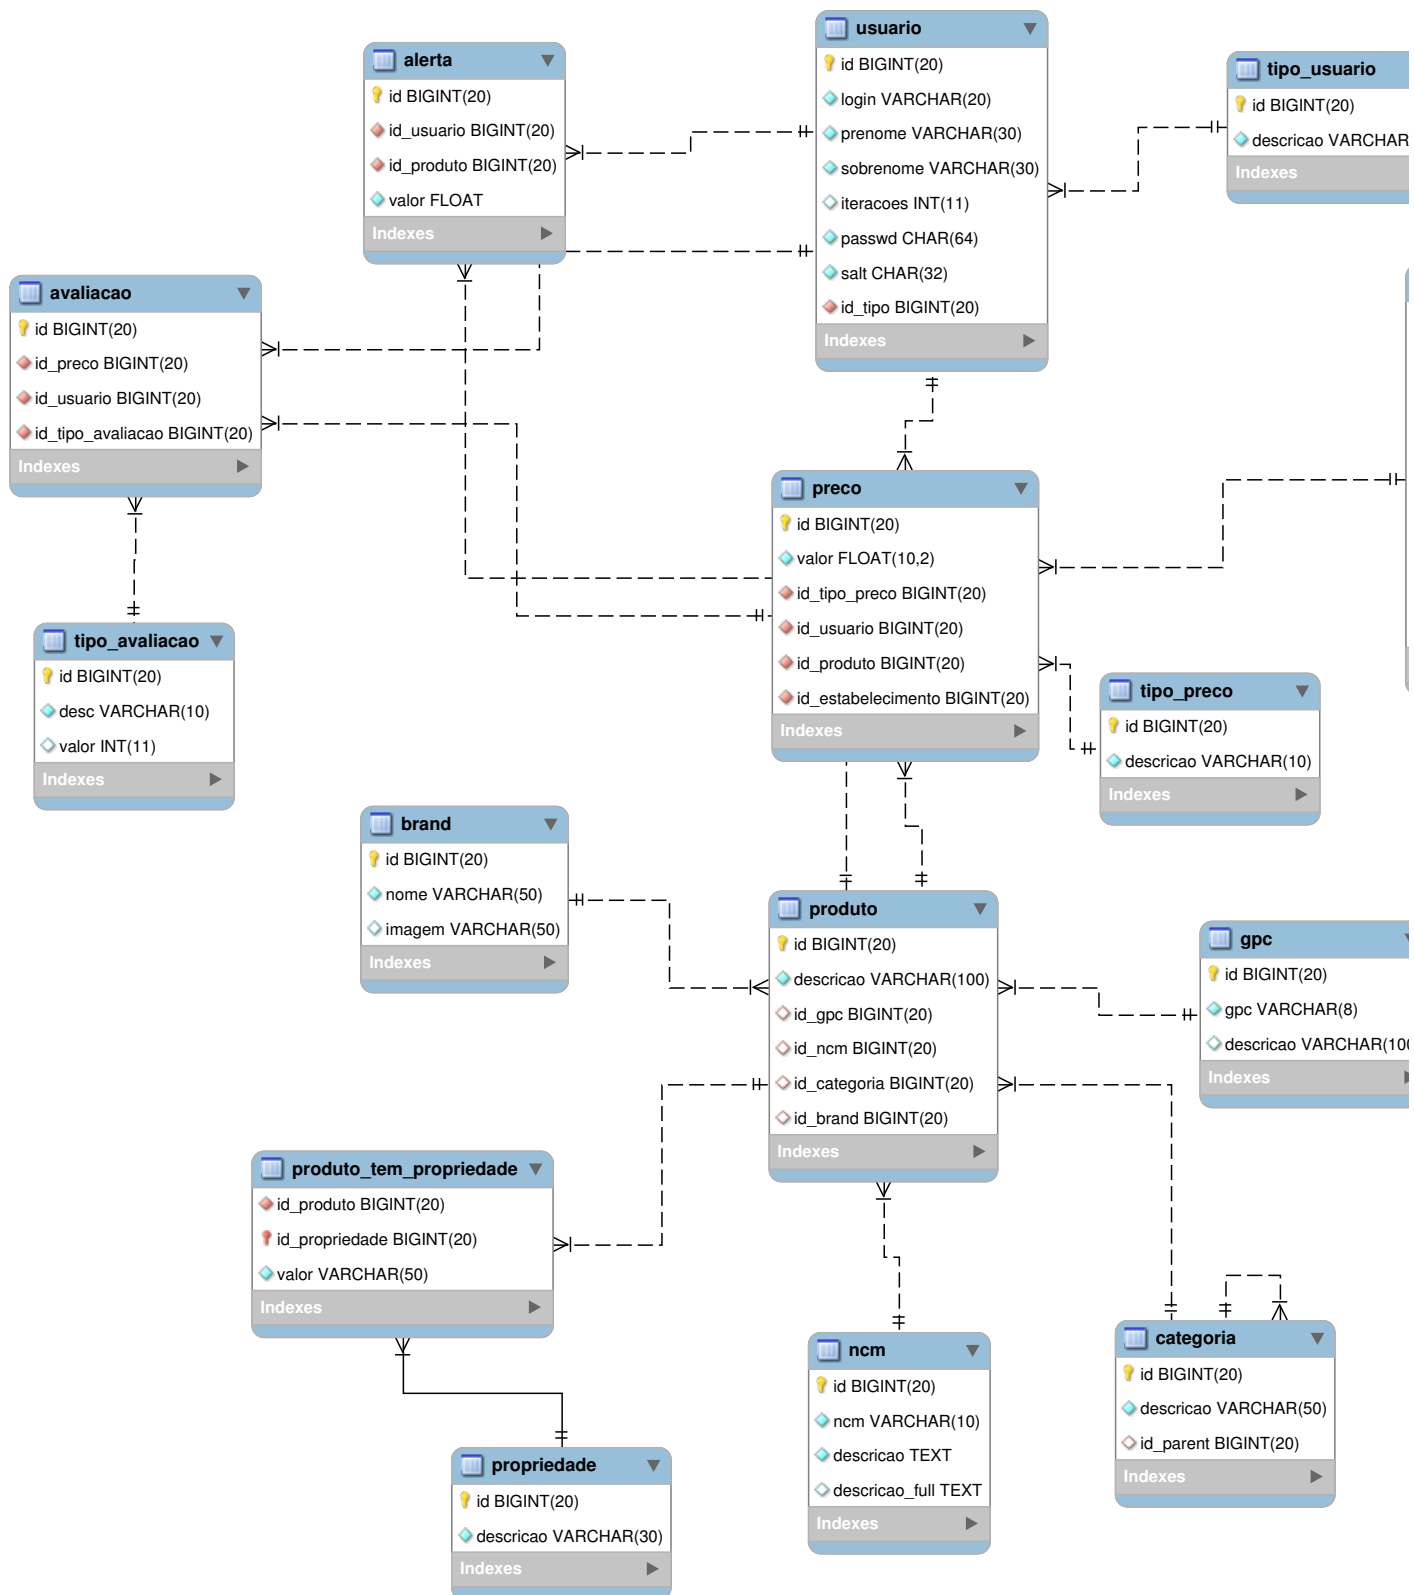 usuario
id BIGINT(20)
login VARCHAR(20)
prenome VARCHAR(30)
sobrenome VARCHAR(30)
iteracoes INT(11)
passwd CHAR(64)
salt CHAR(32)
id_tipo BIGINT(20)
Indexes
alerta
id BIGINT(20)
id_usuario BIGINT(20)
id_produto BIGINT(20)
valor FLOAT
Indexes
tipo_usuario
id BIGINT(20)
descricao VARCHAR
Indexes
avaliacao
id BIGINT(20)
id_preco BIGINT(20)
id_usuario BIGINT(20)
id_tipo_avaliacao BIGINT(20)
Indexes
preco
id BIGINT(20)
valor FLOAT(10,2)
id_tipo_preco BIGINT(20)
id_usuario BIGINT(20)
id_produto BIGINT(20)
id_estabelecimento BIGINT(20)
Indexes
tipo_avaliacao
id BIGINT(20)
desc VARCHAR(10)
valor INT(11)
Indexes
tipo_preco
id BIGINT(20)
descricao VARCHAR(10)
Indexes
brand
id BIGINT(20)
nome VARCHAR(50)
imagem VARCHAR(50)
Indexes
produto
id BIGINT(20)
descricao VARCHAR(100)
id_gpc BIGINT(20)
id_ncm BIGINT(20)
id_categoria BIGINT(20)
id_brand BIGINT(20)
Indexes
gpc
id BIGINT(20)
gpc VARCHAR(8)
descricao VARCHAR(100
Indexes
produto_tem_propriedade
id_produto BIGINT(20)
id_propriedade BIGINT(20)
valor VARCHAR(50)
Indexes
ncm
id BIGINT(20)
ncm VARCHAR(10)
descricao TEXT
descricao_full TEXT
Indexes
categoria
id BIGINT(20)
descricao VARCHAR(50)
id_parent BIGINT(20)
Indexes
propriedade
id BIGINT(20)
descricao VARCHAR(30)
Indexes